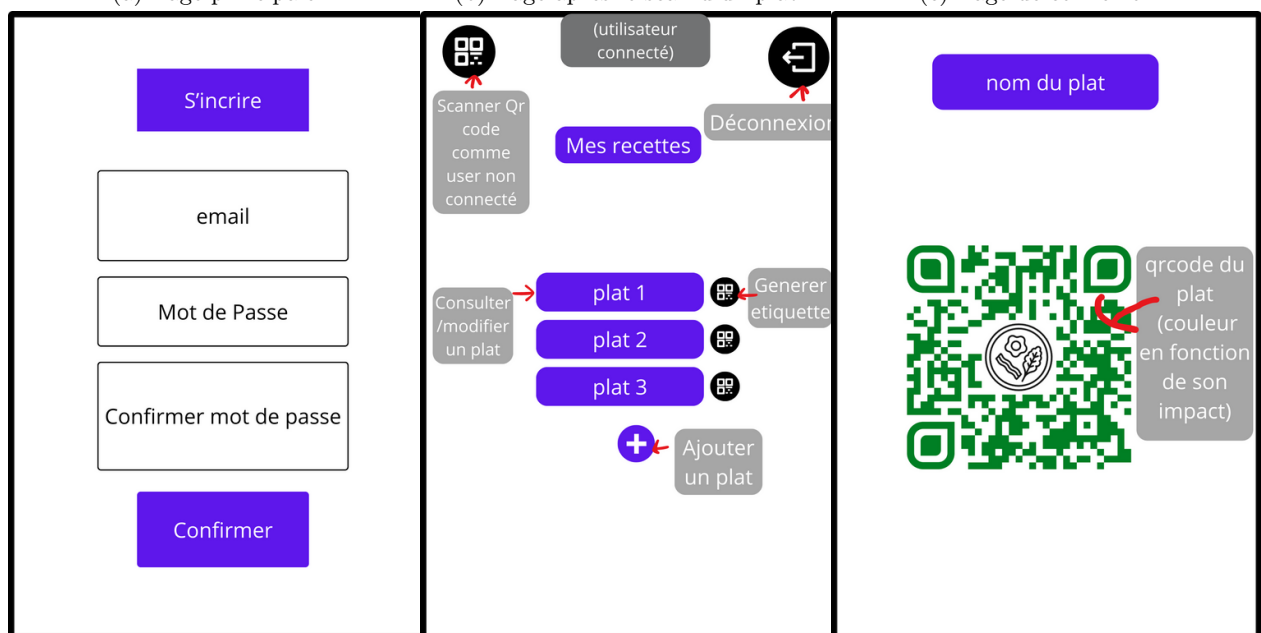 S'incrire
email
Mot de Passe
Confirmer mot de passe
Confirmer
(utilisateur
connecté)
Scanner Qr
code
comme
user non
connecté
Déconnexion
Mes recettes
Consulter
/modifier
un plat
plat 1
Generer
etiquette
plat 2
plat 3
Ajouter
un plat
nom du plat
qrcode du
plat
(couleur
en fonction
de son
impact)